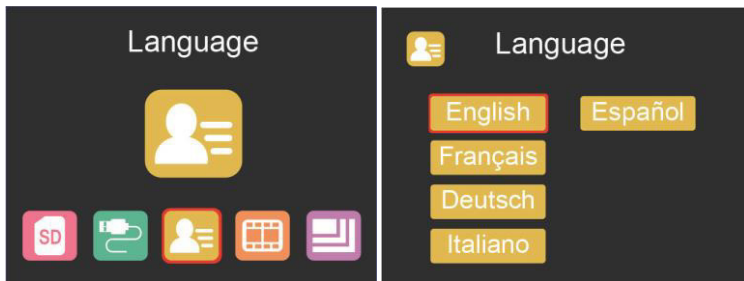 Language
SD
Language
English
Español
Français
Deutsch
Italiano